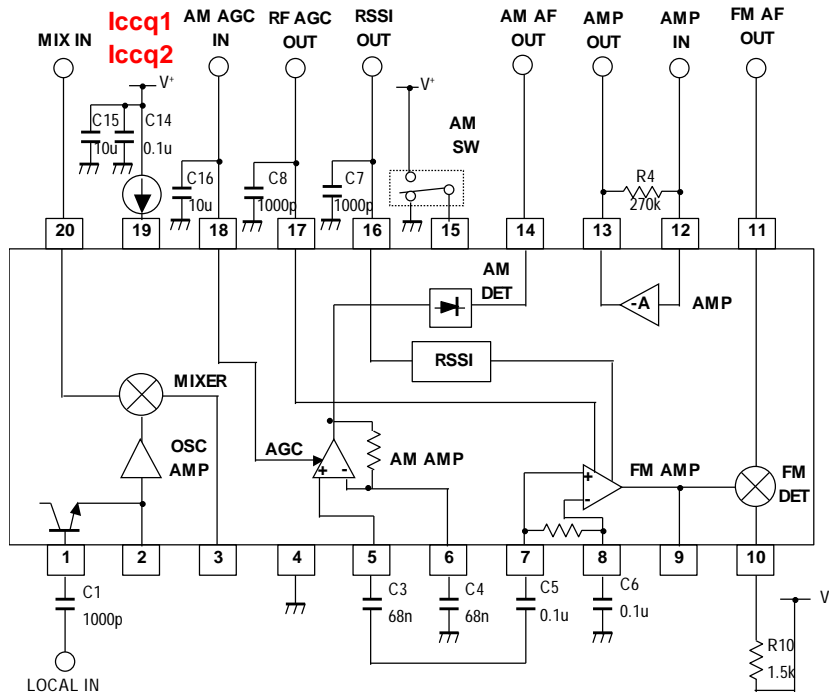 Iccq1
Iccq2
MIX IN
AM AGC
IN
RF AGC
OUT
RSSI
OUT
AM AF
OUT
AMP
OUT
AMP
IN
FM AF
OUT
V+
V+
C15
10u
C14
0.1u
C16
10u
C8
1000p
C7
1000p
AM
SW
R4
270k
20
19
18
17
16
15
14
13
12
11
AM
DET
-A
AMP
RSSI
MIXER
OSC
AMP
AGC
+
-
AM AMP
+
-
FM AMP
FM
DET
1
2
3
4
5
6
7
8
9
10
C1
1000p
C3
68n
C4
68n
C5
0.1u
C6
0.1u
V
R10
1.5k
LOCAL IN